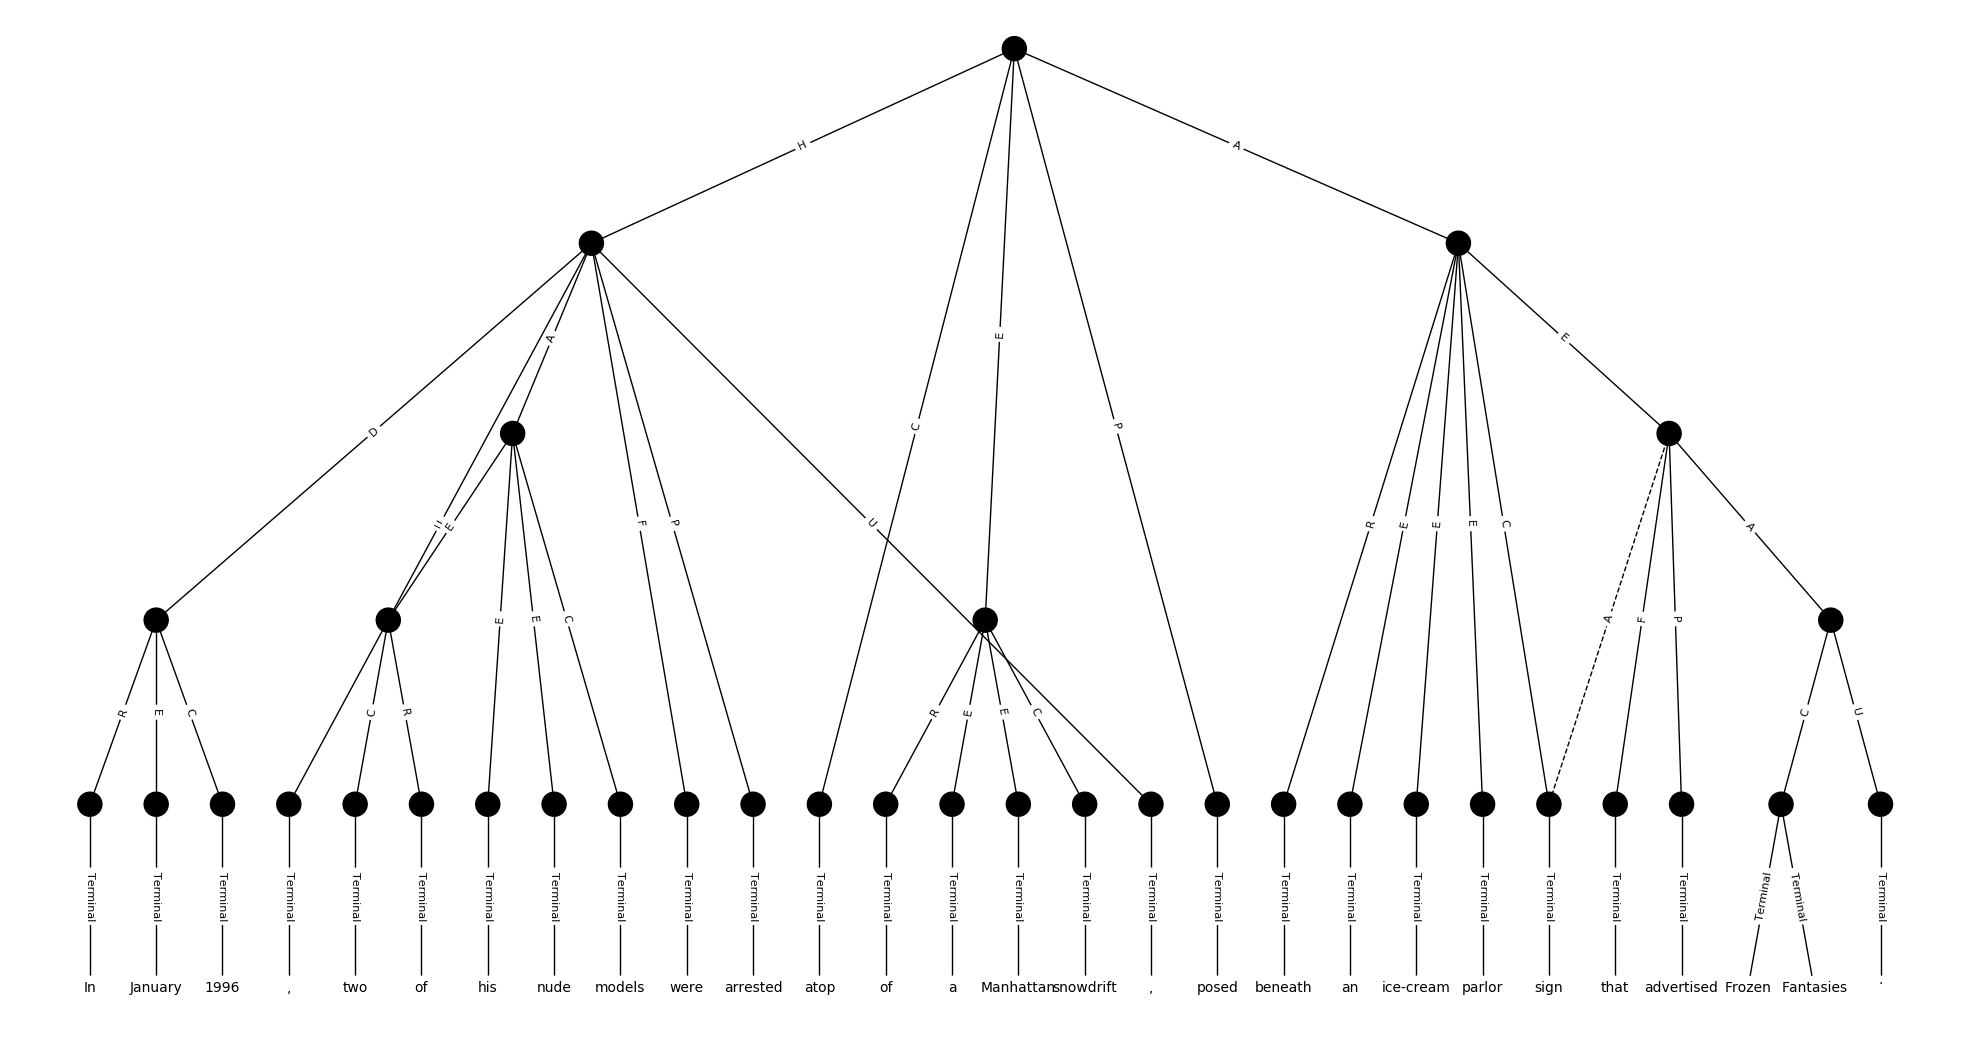 H A
A E
E
D C P
U
U E F P R E E E C A
E E C A F P
R E C C R R E E C C U
Terminal Terminal Terminal Terminal Terminal Terminal Terminal Terminal Terminal Terminal Terminal Terminal Terminal Terminal Terminal Terminal Terminal Terminal Terminal Terminal Terminal Terminal Terminal Terminal Terminal Terminal Terminal Terminal
In January 1996 , two of his nude models were arrested atop of a Manhattan snowdrift , posed beneath an ice-cream parlor sign that advertised Frozen Fantasies .